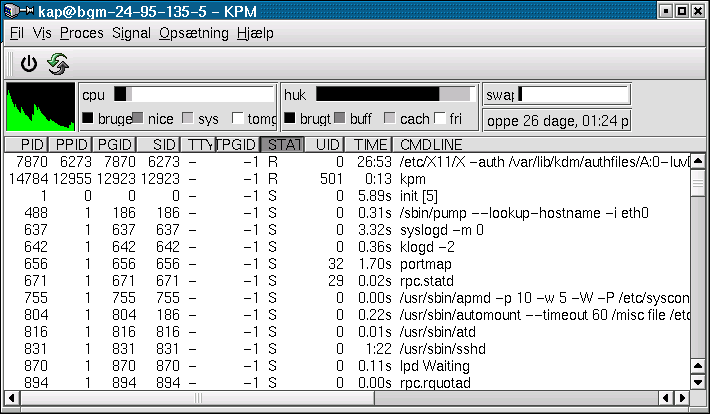 kap@bgm-24-95-135-5 - KPM
Fil Vis Proces Signal Opsætning Hjælp
cpu huk swap
bruge nice sys tomg brugt buff cach fri oppe 26 dage, 01:24 p
PID PPID PGID SID TTY TPGID STAT UID TIME CMDLINE
7870 6273 7870 6273 - -1 R 0 26:53 /etc/X11/X -auth /var/lib/kdm/authfiles/A:0-luvD
14784 12955 12923 12923 - -1 R 501 0:13 kpm
1 0 0 0 - -1 S 0 5.89s init [5]
488 1 186 186 - -1 S 0 0.31s /sbin/pump --lookup-hostname -i eth0
637 1 637 637 - -1 S 0 3.32s syslogd -m 0
642 1 642 642 - -1 S 0 0.36s klogd -2
656 1 656 656 - -1 S 32 1.70s portmap
671 1 671 671 - -1 S 29 0.02s rpc.statd
755 1 755 755 - -1 S 0 0.00s /usr/sbin/apmd -p 10 -w 5 -W -P /etc/syscon
804 1 804 186 - -1 S 0 0.22s /usr/sbin/automount --timeout 60 /misc file /etc
816 1 816 816 - -1 S 0 0.01s /usr/sbin/atd
831 1 831 831 - -1 S 0 1:22 /usr/sbin/sshd
870 1 870 870 - -1 S 0 0.11s lpd Waiting
894 1 894 894 - -1 S 0 0.00s rpc.rquotad